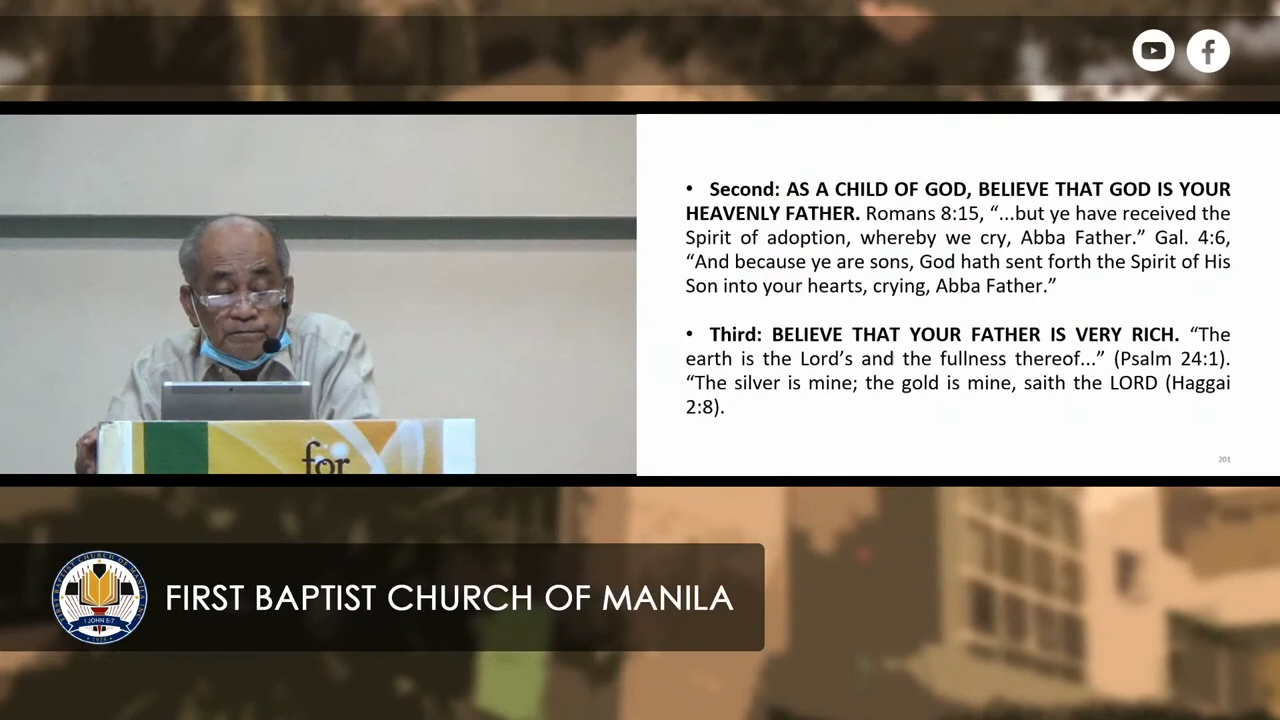 • Second: AS A CHILD OF GOD, BELIEVE THAT GOD IS YOUR
HEAVENLY FATHER. Romans 8:15, “...but ye have received the
Spirit of adoption, whereby we cry, Abba Father.” Gal. 4:6,
“And because ye are sons, God hath sent forth the Spirit of His
Son into your hearts, crying, Abba Father.”
• Third: BELIEVE THAT YOUR FATHER IS VERY RICH. “The
earth is the Lord’s and the fullness thereof...” (Psalm 24:1).
“The silver is mine; the gold is mine, saith the LORD (Haggai
2:8).
201
for
FIRST BAPTIST CHURCH OF MANILA
I JOHN 5:7